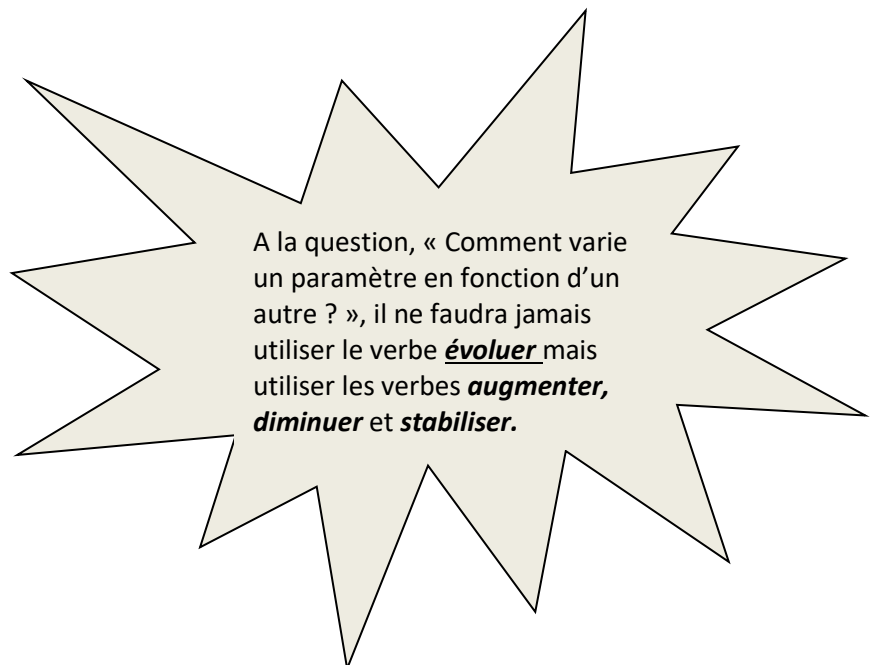 A la question, « Comment varie
un paramètre en fonction d’un
autre ? », il ne faudra jamais
utiliser le verbe évoluer mais
utiliser les verbes augmenter,
diminuer et stabiliser.